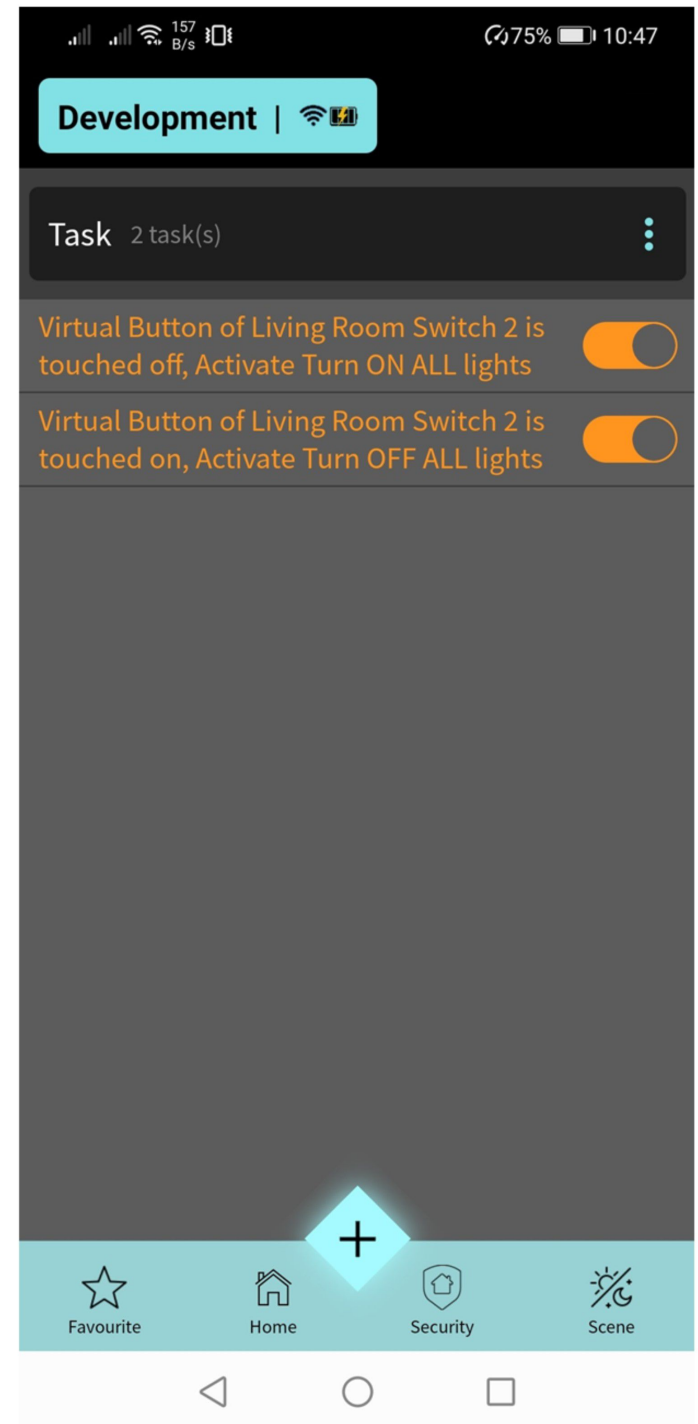 157
B/s
75%
10:47
Development |
Task 2 task(s)
Virtual Button of Living Room Switch 2 is
touched off, Activate Turn ON ALL lights
Virtual Button of Living Room Switch 2 is
touched on, Activate Turn OFF ALL lights
+
Favourite
Home
Security
Scene